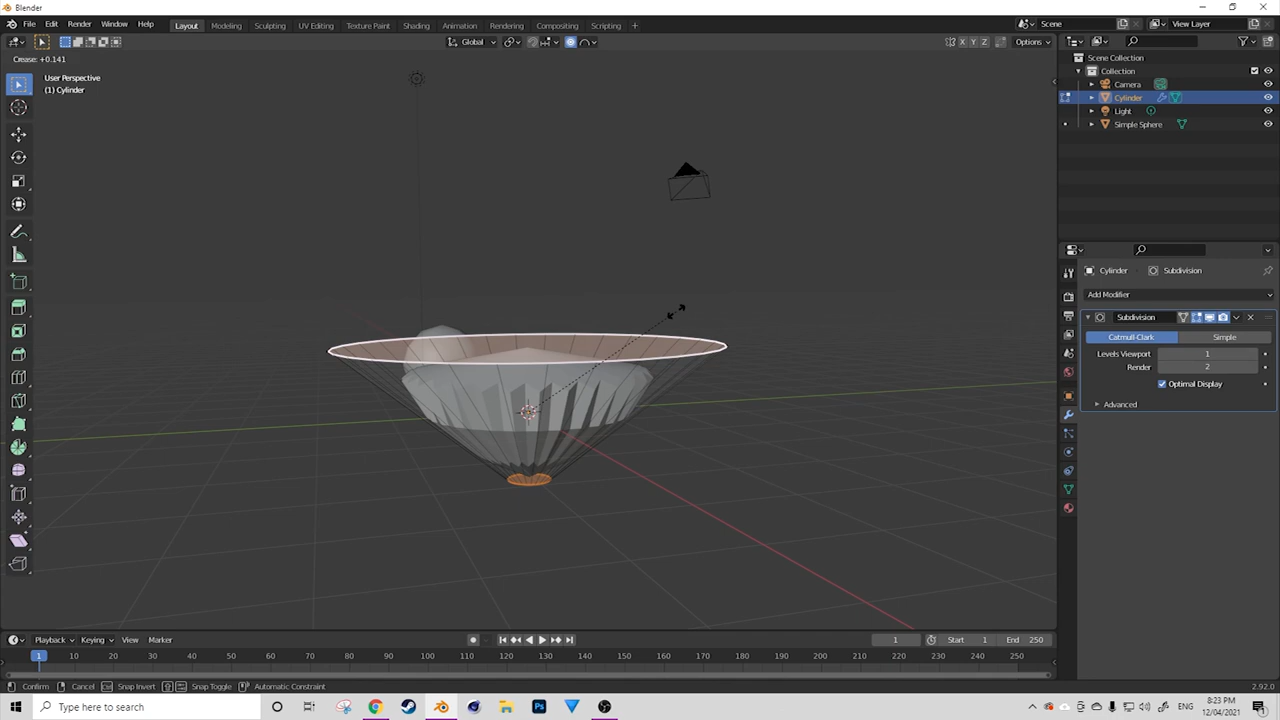 Blender
File Edit Render Window Help Layout Modeling Sculpting UV Editing Texture Paint Shading Animation Rendering Compositing Scripting + Scene View Layer
Global X Y Z Options
Crease: +0.141
Scene Collection
User Perspective
Collection
(1) Cylinder
Camera
Cylinder
Light
Simple Sphere
Cylinder Subdivision
Add Modifier
Subdivision
Catmull-Clark Simple
Levels Viewport 1
Render 2
Optimal Display
Advanced
Playback Keying View Marker 1 Start 1 End 250
1 10 20 30 40 50 60 70 80 90 100 110 120 130 140 150 160 170 180 190 200 210 220 230 240 250
Confirm Cancel Snap Invert Snap Toggle Automatic Constraint 2.92.0
Type here to search ENG 8:23 PM
12/04/2021